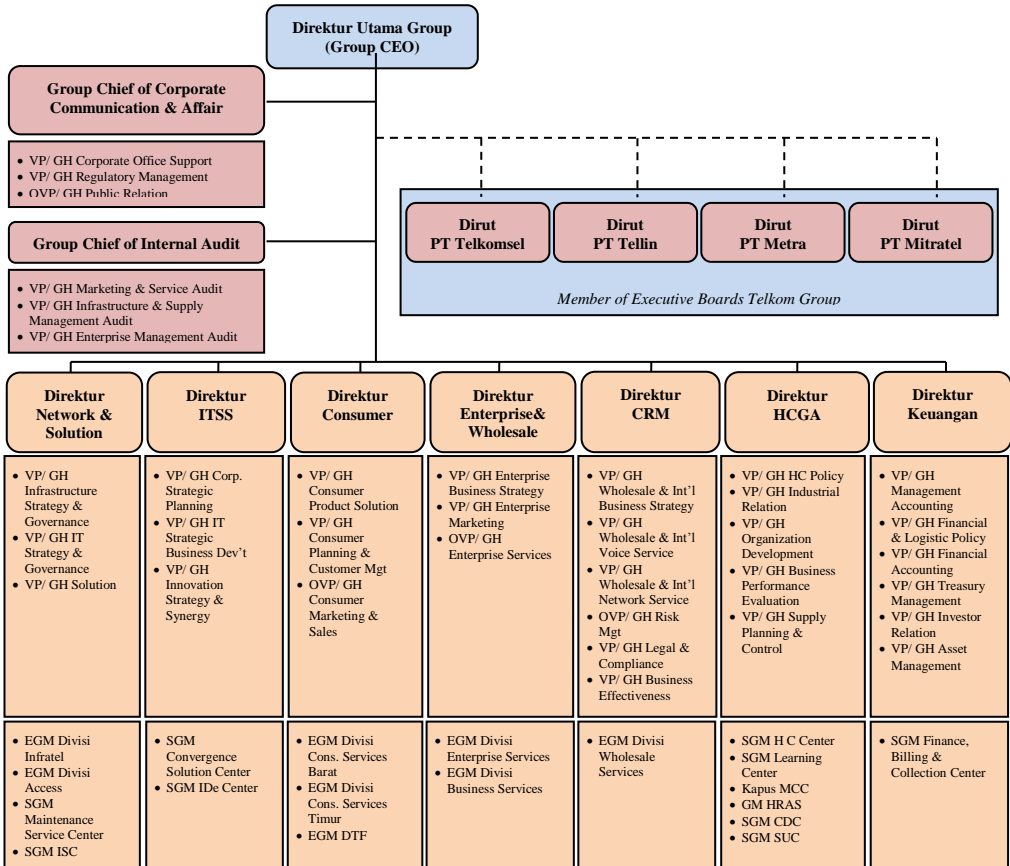 Direktur Utama Group
(Group CEO)
Group Chief of Corporate
Communication & Affair
• VP/ GH Corporate Office Support
• VP/ GH Regulatory Management
• OVP/ GH Public Relation
Group Chief of Internal Audit
• VP/ GH Marketing & Service Audit
• VP/ GH Infrastructure & Supply
Management Audit
• VP/ GH Enterprise Management Audit
Dirut
PT Telkomsel
Dirut
PT Tellin
Dirut
PT Metra
Dirut
PT Mitratel
Member of Executive Boards Telkom Group
Direktur
Network &
Solution
Direktur
ITSS
Direktur
Consumer
Direktur
Enterprise&
Wholesale
Direktur
CRM
Direktur
HCGA
Direktur
Keuangan
• VP/ GH
Infrastructure
Strategy &
Governance
• VP/ GH IT
Strategy &
Governance
• VP/ GH Solution
• VP/ GH Corp.
Strategic
Planning
• VP/ GH IT
Strategic
Business Dev't
• VP/ GH
Innovation
Strategy &
Synergy
• VP/ GH
Consumer
Product Solution
• VP/ GH
Consumer
Planning &
Customer Mgt
• OVP/ GH
Consumer
Marketing &
Sales
• VP/ GH Enterprise
Business Strategy
• VP/ GH Enterprise
Marketing
• OVP/ GH
Enterprise Services
• VP/ GH
Wholesale & Int'l
Business Strategy
• VP/ GH
Wholesale & Int'l
Voice Service
• VP/ GH
Wholesale & Int'l
Network Service
• OVP/ GH Risk
Mgt
• VP/ GH Legal &
Compliance
• VP/ GH Business
Effectiveness
• VP/ GH HC Policy
• VP/ GH Industrial
Relation
• VP/ GH
Organization
Development
• VP/ GH Business
Performance
Evaluation
• VP/ GH Supply
Planning &
Control
• VP/ GH
Management
Accounting
• VP/ GH Financial
& Logistic Policy
• VP/ GH Financial
Accounting
• VP/ GH Treasury
Management
• VP/ GH Investor
Relation
• VP/ GH Asset
Management
• EGM Divisi
Infratel
• EGM Divisi
Access
• SGM
Maintenance
Service Center
• SGM ISC
• SGM
Convergence
Solution Center
• SGM IDe Center
• EGM Divisi
Cons. Services
Barat
• EGM Divisi
Cons. Services
Timur
• EGM DTF
• EGM Divisi
Enterprise Services
• EGM Divisi
Business Services
• EGM Divisi
Wholesale
Services
• SGM H C Center
• SGM Learning
Center
• Kapus MCC
• GM HRAS
• SGM CDC
• SGM SUC
• SGM Finance,
Billing &
Collection Center